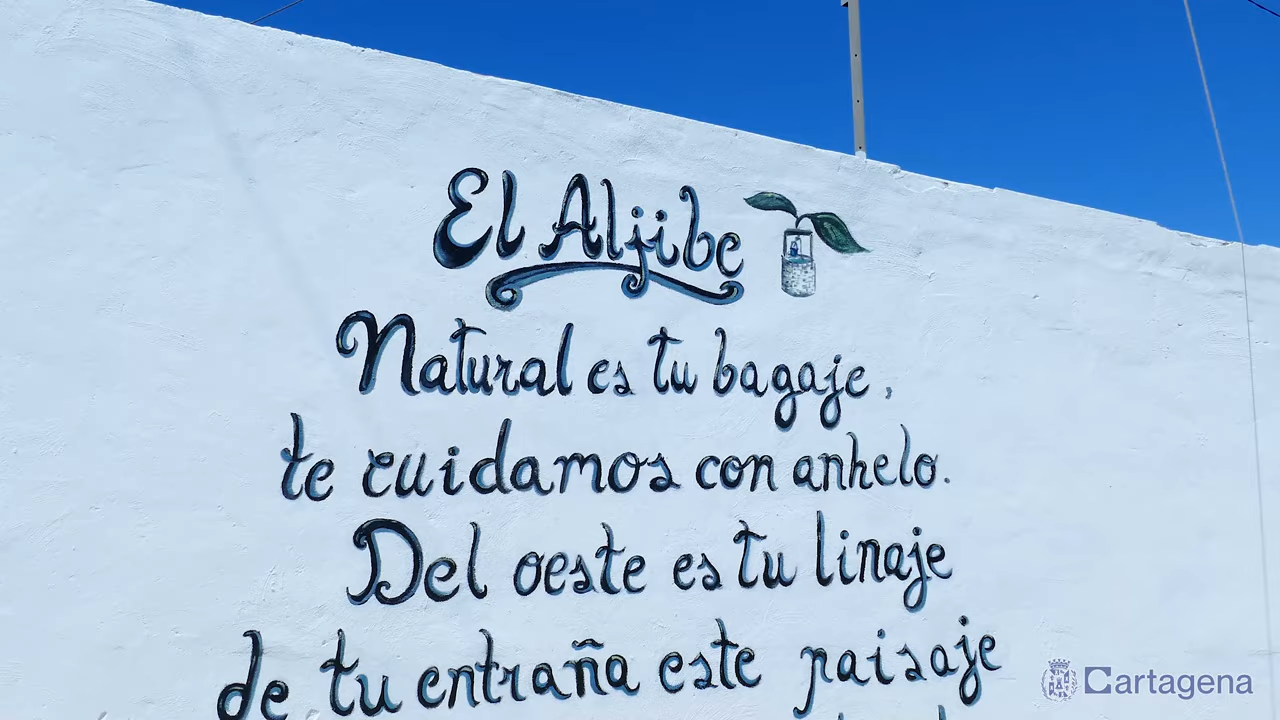 El Aljibe
Natural es tu bagaje,
te cuidamos con anhelo.
Del oeste es tu linaje
de tu entraña este paisaje
Cartagena